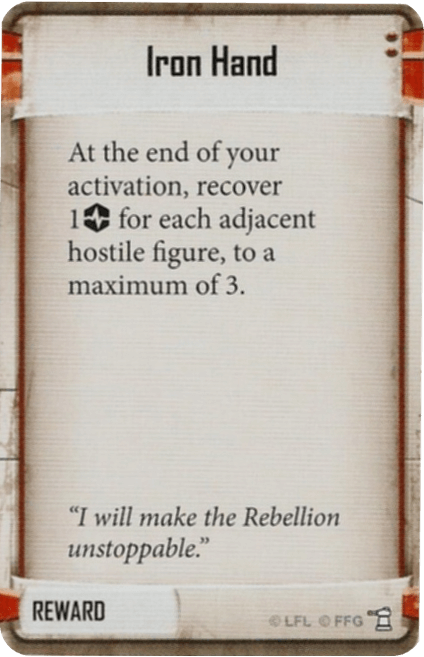 Iron Hand
At the end of your
activation, recover
1 for each adjacent
hostile figure, to a
maximum of 3.
“I will make the Rebellion
unstoppable.”
REWARD
© LFL © FFG